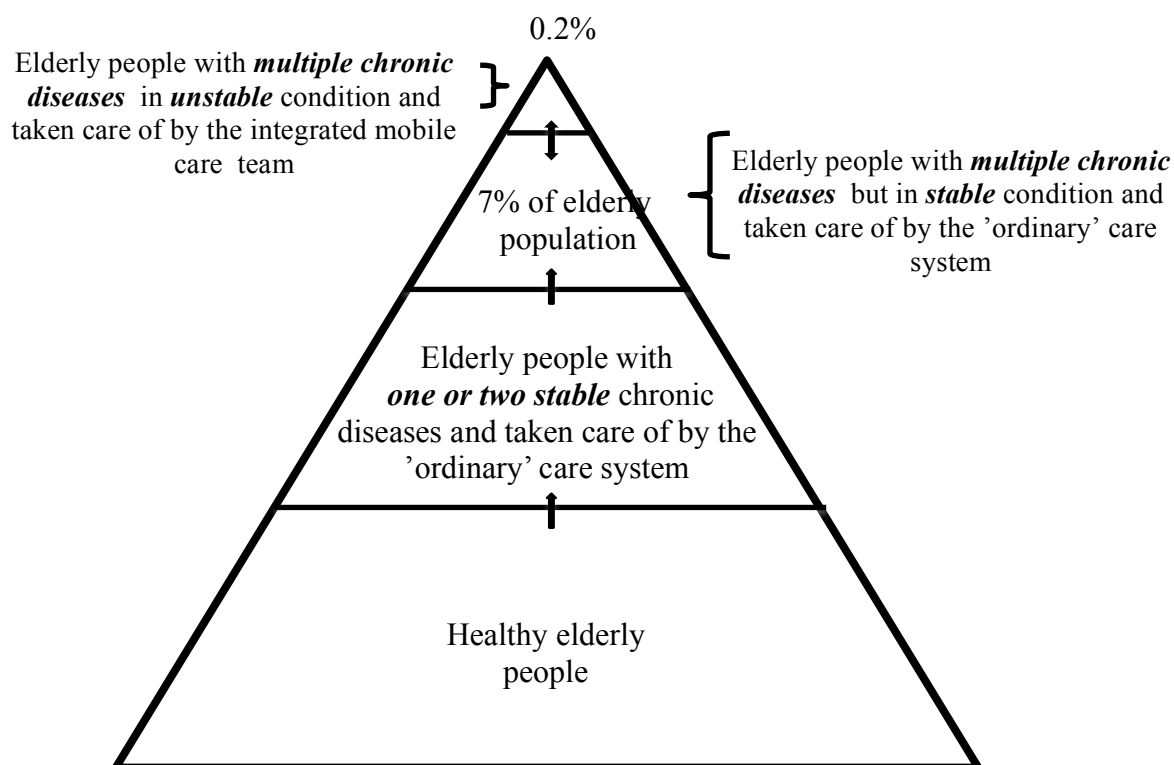 0.2%
Elderly people with multiple chronic
diseases in unstable condition and
taken care of by the integrated mobile
care team
Elderly people with multiple chronic
diseases but in stable condition and
taken care of by the ’ordinary’ care
system
7% of elderly
population
Elderly people with
one or two stable chronic
diseases and taken care of by the
’ordinary’ care system
Healthy elderly
people